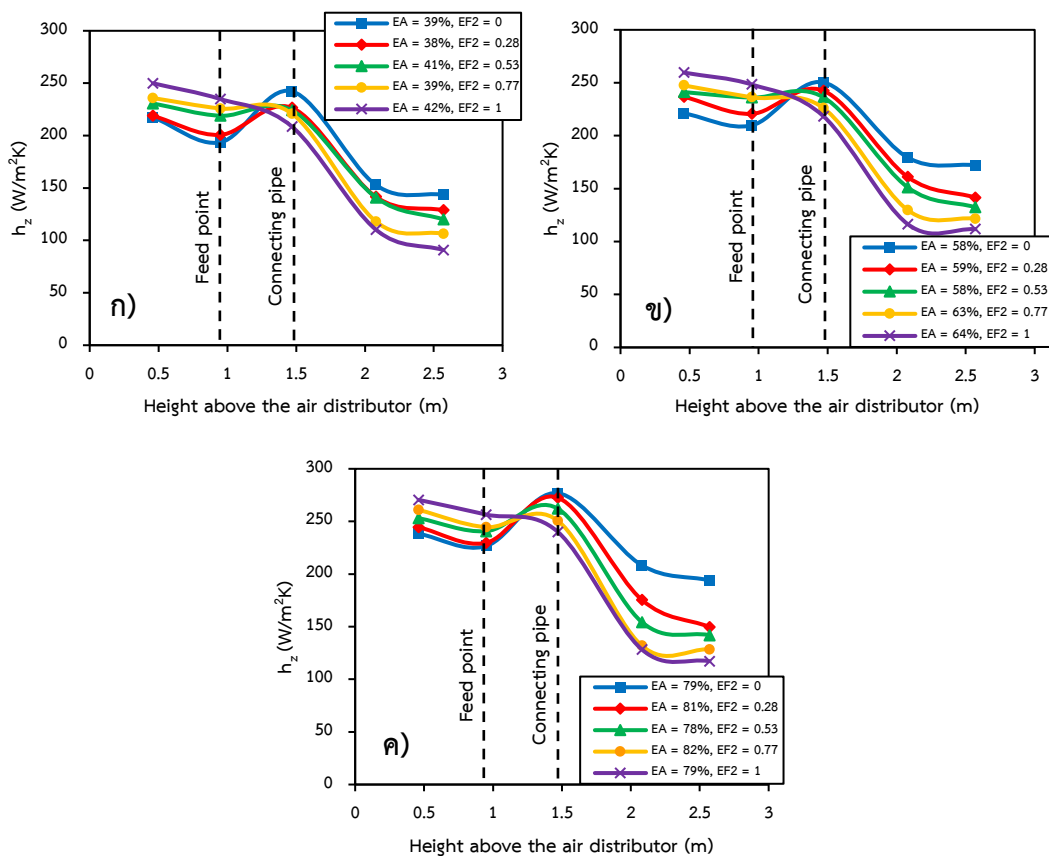 EA = 39%, EF2 = 0
EA = 38%, EF2 = 0.28
EA = 41%, EF2 = 0.53
EA = 39%, EF2 = 0.77
EA = 42%, EF2 = 1
300
250
200
150
100
50
0
h_z (W/m²K)
Feed point
Connecting pipe
ก)
0 0.5 1 1.5 2 2.5 3
Height above the air distributor (m)
300
250
200
150
100
50
0
h_z (W/m²K)
Feed point
Connecting pipe
EA = 58%, EF2 = 0
EA = 59%, EF2 = 0.28
EA = 58%, EF2 = 0.53
EA = 63%, EF2 = 0.77
EA = 64%, EF2 = 1
ข)
0 0.5 1 1.5 2 2.5 3
Height above the air distributor (m)
300
250
200
150
100
50
0
h_z (W/m²K)
Feed point
Connecting pipe
EA = 79%, EF2 = 0
EA = 81%, EF2 = 0.28
EA = 78%, EF2 = 0.53
EA = 82%, EF2 = 0.77
EA = 79%, EF2 = 1
ค)
0 0.5 1 1.5 2 2.5 3
Height above the air distributor (m)